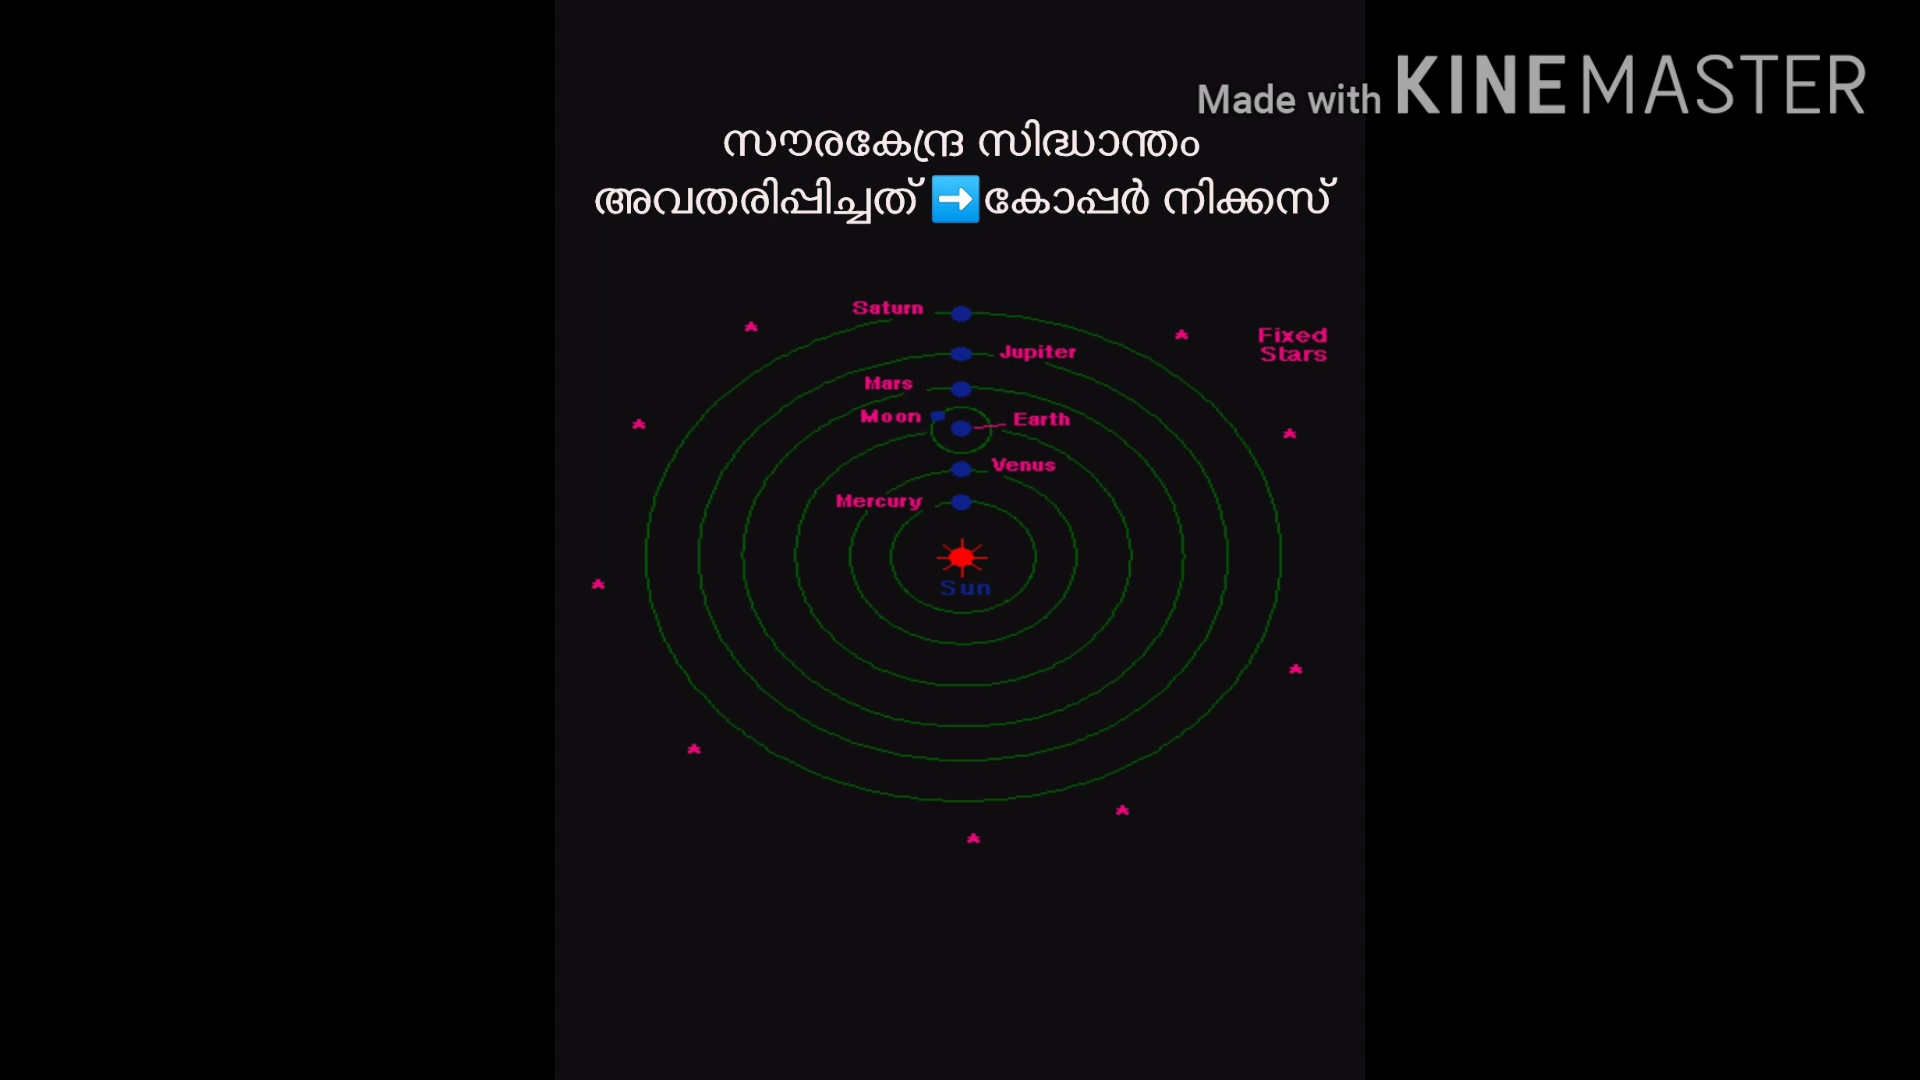 Made with KINEMASTER
സൗരകേന്ദ്ര സിദ്ധാന്തം
അവതരിപ്പിച്ചത് ➡️കോപ്പർ നിക്കസ്
Saturn
Fixed
Stars
Jupiter
Mars
Moon
Earth
Venus
Mercury
Sun